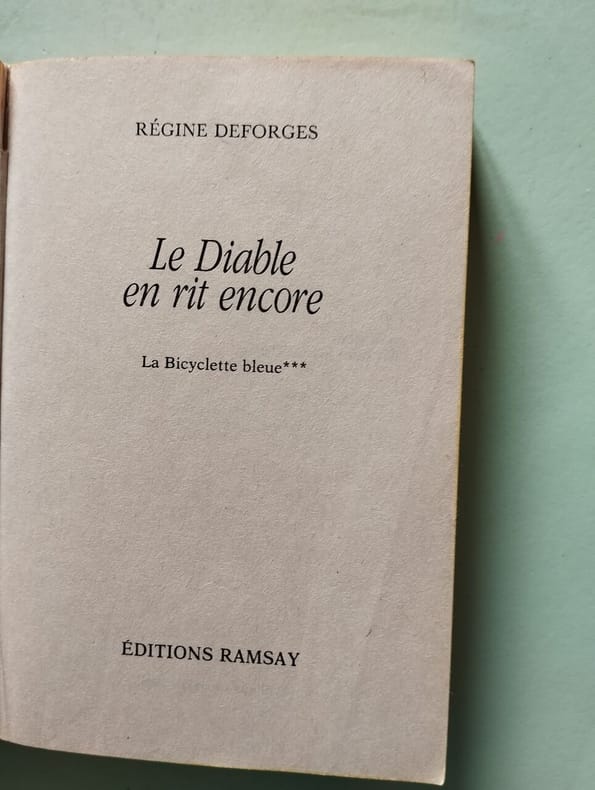 RÉGINE DEFORGES
Le Diable
en rit encore
La Bicyclette bleue***
ÉDITIONS RAMSAY